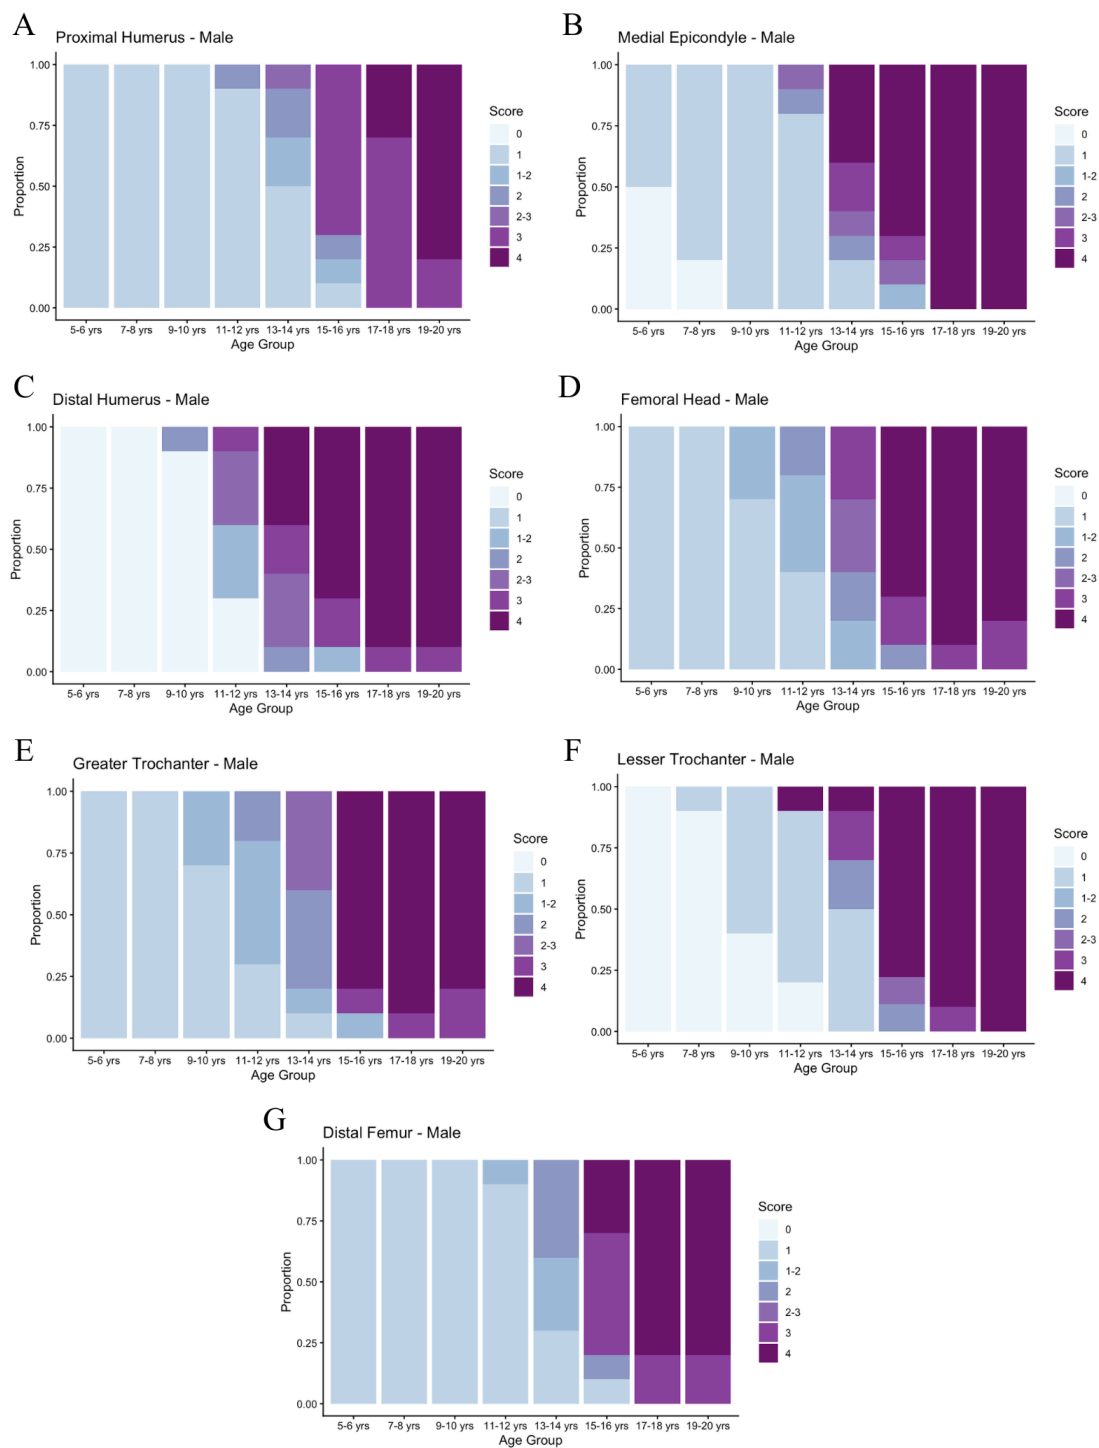 A
Proximal Humerus - Male
1.00
0.75
0.50
0.25
0.00
Proportion
5-6 yrs 7-8 yrs 9-10 yrs 11-12 yrs 13-14 yrs 15-16 yrs 17-18 yrs 19-20 yrs
Age Group
Score
0
1
1-2
2
2-3
3
4
B
Medial Epicondyle - Male
1.00
0.75
0.50
0.25
0.00
Proportion
5-6 yrs 7-8 yrs 9-10 yrs 11-12 yrs 13-14 yrs 15-16 yrs 17-18 yrs 19-20 yrs
Age Group
Score
0
1
1-2
2
2-3
3
4
C
Distal Humerus - Male
1.00
0.75
0.50
0.25
0.00
Proportion
5-6 yrs 7-8 yrs 9-10 yrs 11-12 yrs 13-14 yrs 15-16 yrs 17-18 yrs 19-20 yrs
Age Group
Score
0
1
1-2
2
2-3
3
4
D
Femoral Head - Male
1.00
0.75
0.50
0.25
0.00
Proportion
5-6 yrs 7-8 yrs 9-10 yrs 11-12 yrs 13-14 yrs 15-16 yrs 17-18 yrs 19-20 yrs
Age Group
Score
0
1
1-2
2
2-3
3
4
E
Greater Trochanter - Male
1.00
0.75
0.50
0.25
0.00
Proportion
5-6 yrs 7-8 yrs 9-10 yrs 11-12 yrs 13-14 yrs 15-16 yrs 17-18 yrs 19-20 yrs
Age Group
Score
0
1
1-2
2
2-3
3
4
F
Lesser Trochanter - Male
1.00
0.75
0.50
0.25
0.00
Proportion
5-6 yrs 7-8 yrs 9-10 yrs 11-12 yrs 13-14 yrs 15-16 yrs 17-18 yrs 19-20 yrs
Age Group
Score
0
1
1-2
2
2-3
3
4
G
Distal Femur - Male
1.00
0.75
0.50
0.25
0.00
Proportion
5-6 yrs 7-8 yrs 9-10 yrs 11-12 yrs 13-14 yrs 15-16 yrs 17-18 yrs 19-20 yrs
Age Group
Score
0
1
1-2
2
2-3
3
4